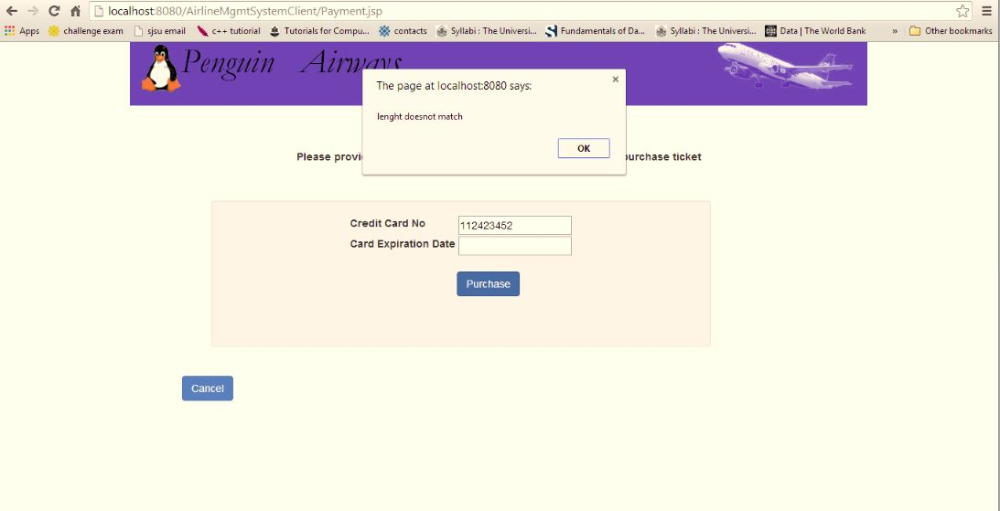 localhost:8080/AirlineMgmtSystemClient/Payment.jsp
Apps challenge exam sjsu email c++ tutiorial Tutorials for Compu... contacts Syllabi : The Universi... Fundamentals of Da... Syllabi : The Universi... Data | The World Bank » Other bookmarks
Penguin Airways
The page at localhost:8080 says:
lenght doesnot match
OK
Please provi purchase ticket
Credit Card No 112423452
Card Expiration Date
Purchase
Cancel